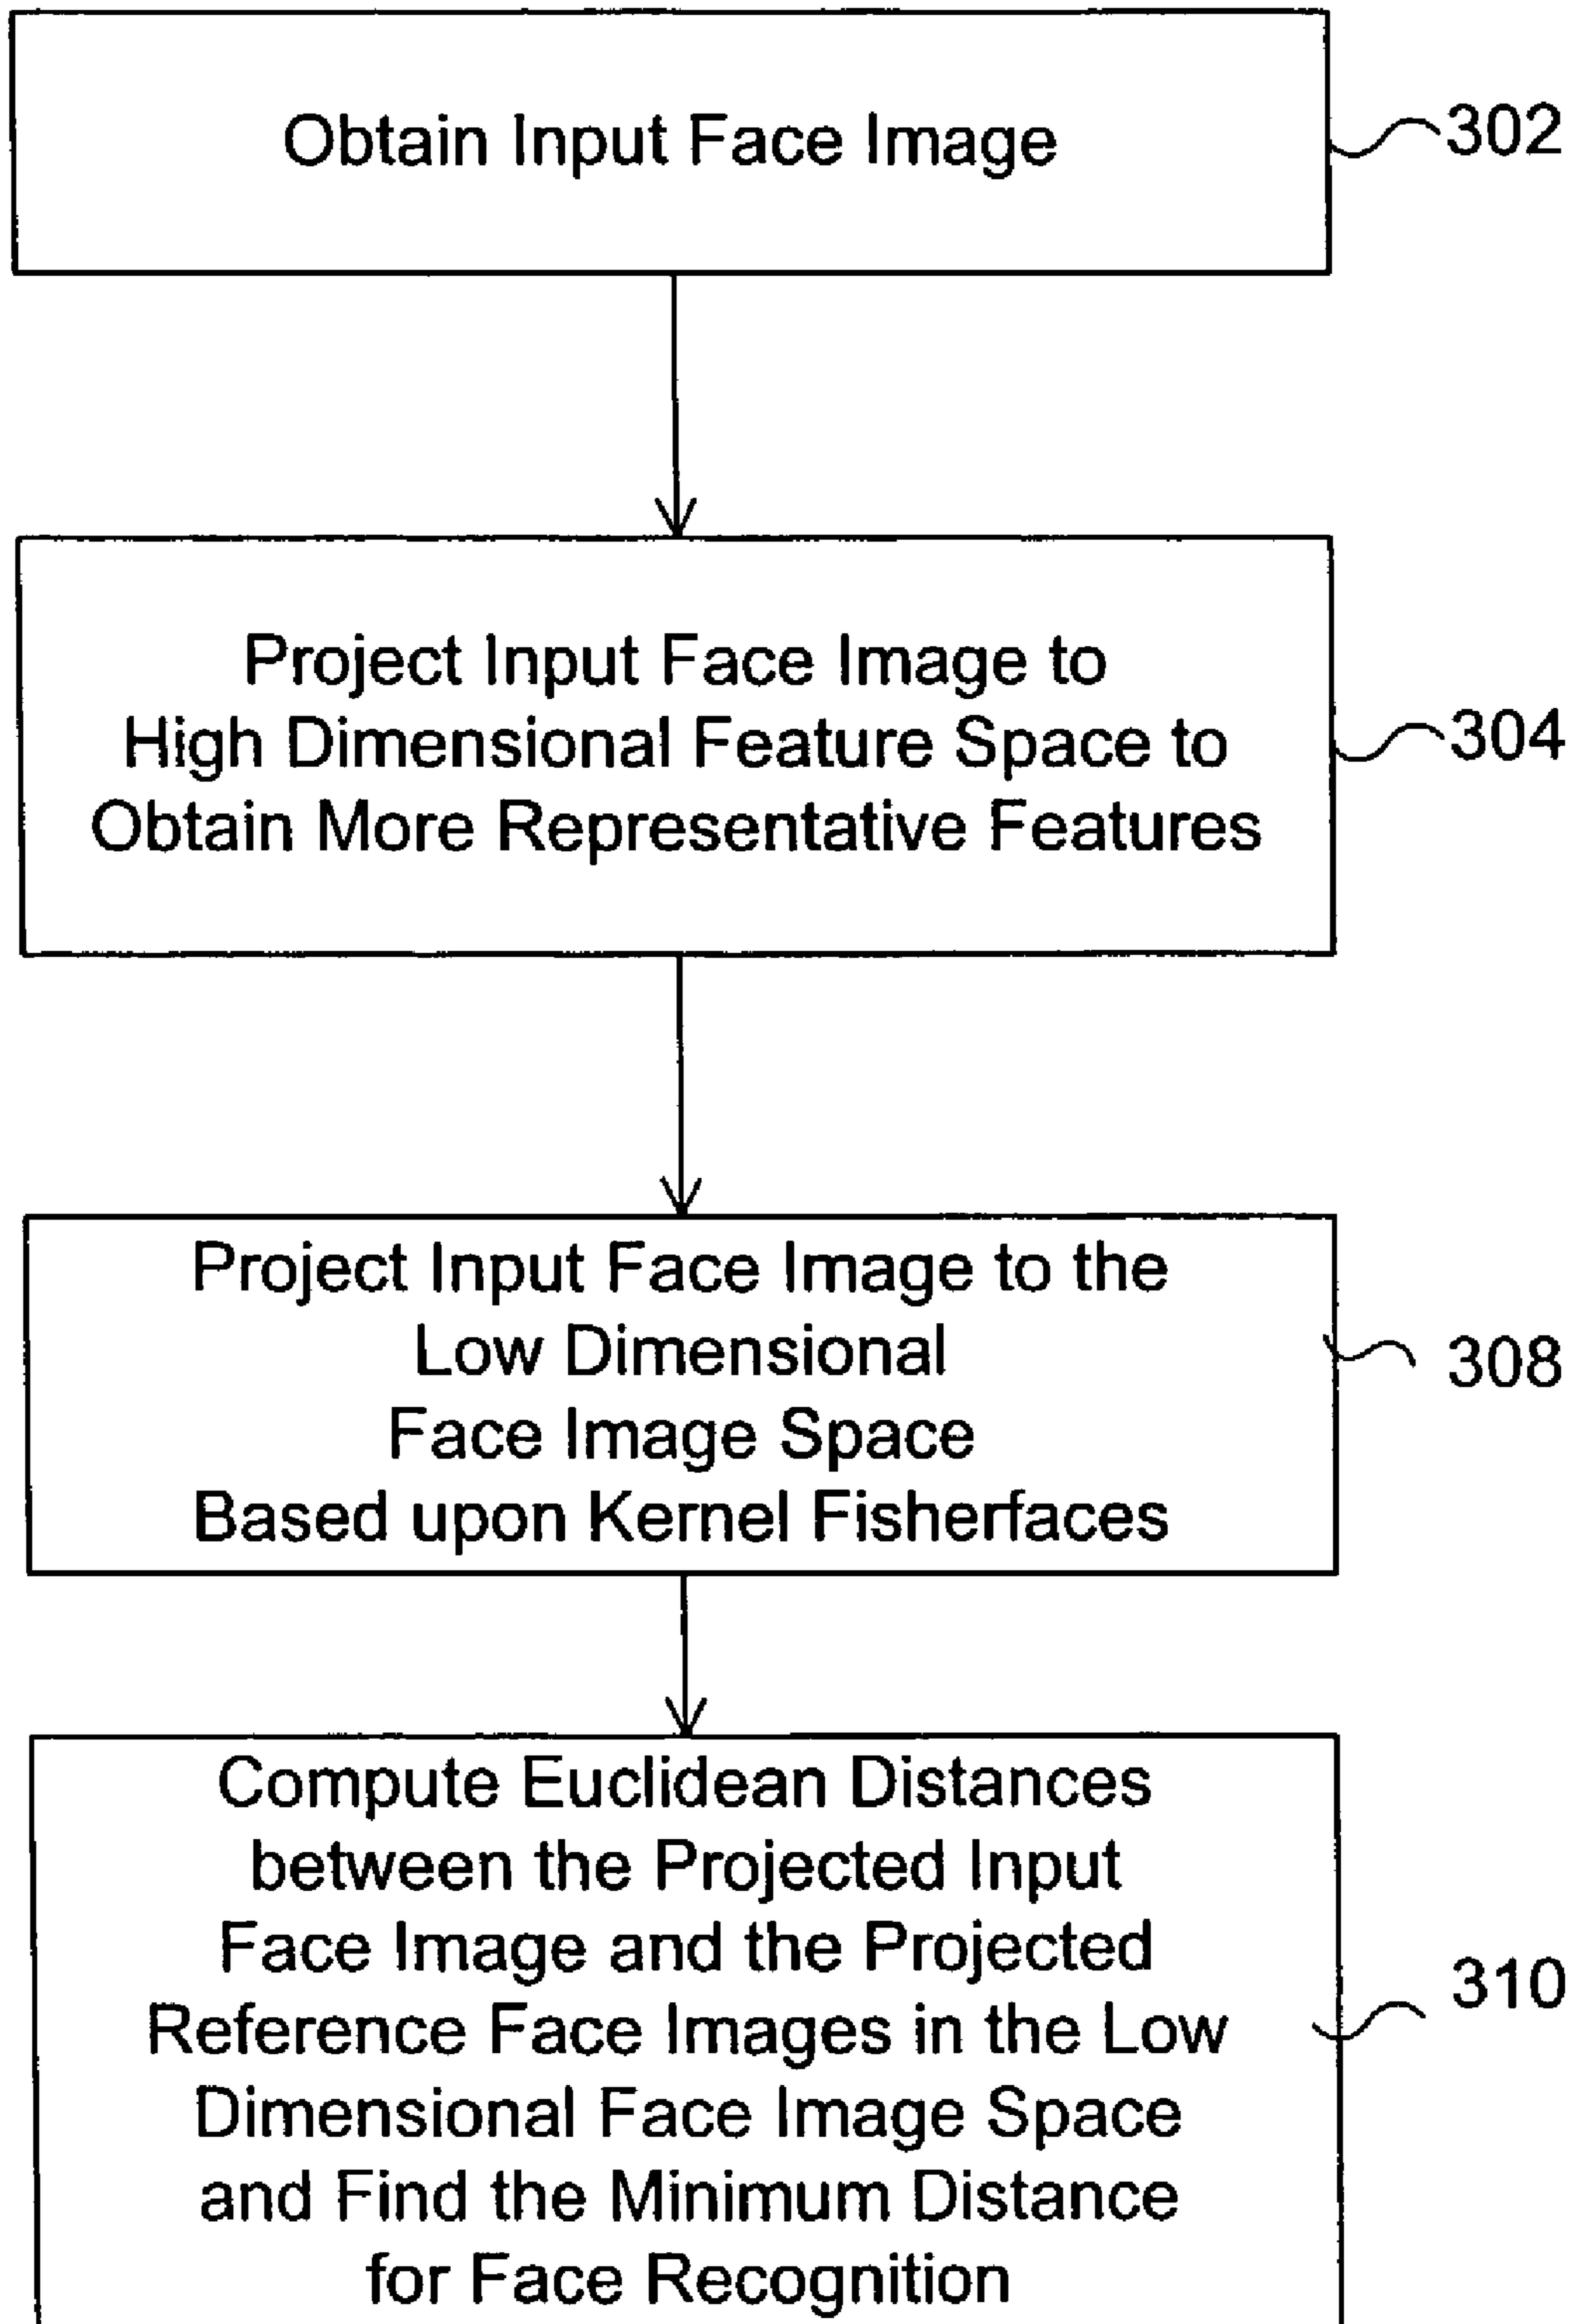 Obtain Input Face Image
302
Project Input Face Image to
High Dimensional Feature Space to
Obtain More Representative Features
304
Project Input Face Image to the
Low Dimensional
Face Image Space
Based upon Kernel Fisherfaces
308
Compute Euclidean Distances
between the Projected Input
Face Image and the Projected
Reference Face Images in the Low
Dimensional Face Image Space
and Find the Minimum Distance
for Face Recognition
310